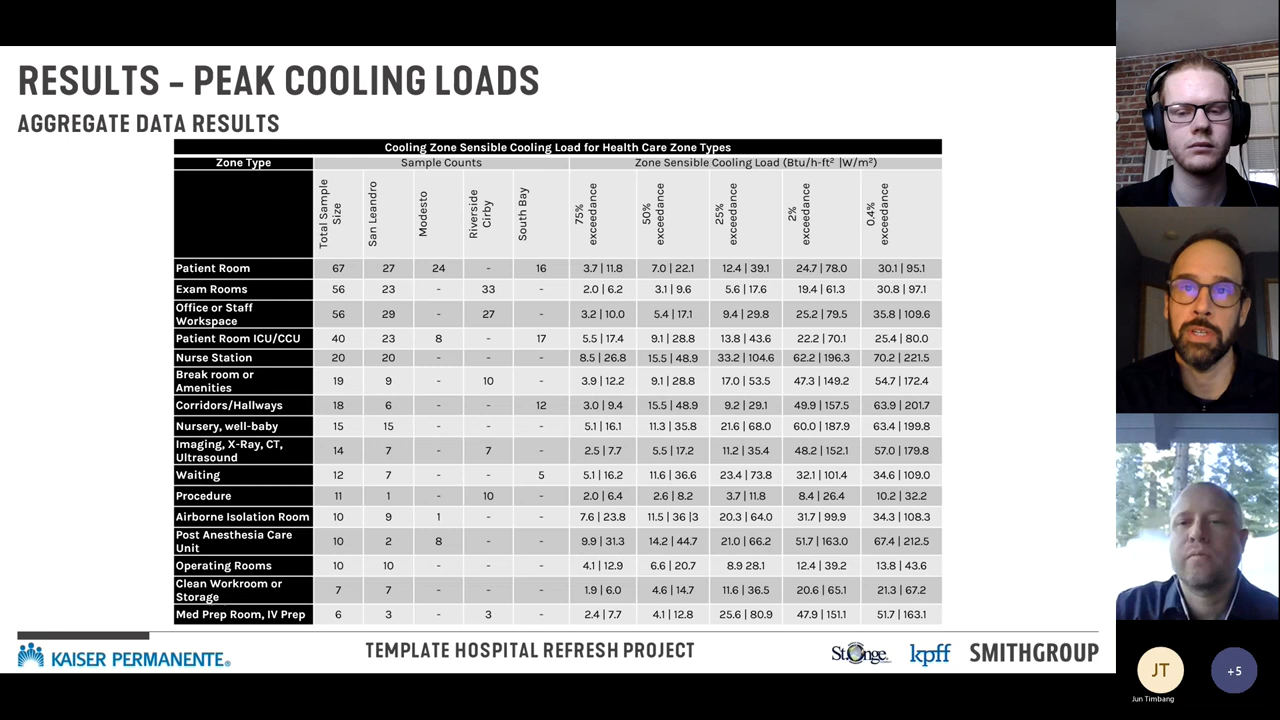 RESULTS - PEAK COOLING LOADS
AGGREGATE DATA RESULTS
Cooling Zone Sensible Cooling Load for Health Care Zone Types
Zone Type Sample Counts Zone Sensible Cooling Load (Btu/h-ft² |W/m²)
Total Sample Size San Leandro Modesto Riverside Cirby South Bay 75% exceedance 50% exceedance 25% exceedance 2% exceedance 0.4% exceedance
Patient Room 67 27 24 - 16 3.7 | 11.8 7.0 | 22.1 12.4 | 39.1 24.7 | 78.0 30.1 | 95.1
Exam Rooms 56 23 - 33 - 2.0 | 6.2 3.1 | 9.6 5.6 | 17.6 19.4 | 61.3 30.8 | 97.1
Office or Staff Workspace 56 29 - 27 - 3.2 | 10.0 5.4 | 17.1 9.4 | 29.8 25.2 | 79.5 35.8 | 109.6
Patient Room ICU/CCU 40 23 8 - 17 5.5 | 17.4 9.1 | 28.8 13.8 | 43.6 22.2 | 70.1 25.4 | 80.0
Nurse Station 20 20 - - - 8.5 | 26.8 15.5 | 48.9 33.2 | 104.6 62.2 | 196.3 70.2 | 221.5
Break room or Amenities 19 9 - 10 - 3.9 | 12.2 9.1 | 28.8 17.0 | 53.5 47.3 | 149.2 54.7 | 172.4
Corridors/Hallways 18 6 - - 12 3.0 | 9.4 15.5 | 48.9 9.2 | 29.1 49.9 | 157.5 63.9 | 201.7
Nursery, well-baby 15 15 - - - 5.1 | 16.1 11.3 | 35.8 21.6 | 68.0 60.0 | 187.9 63.4 | 199.8
Imaging, X-Ray, CT, Ultrasound 14 7 - 7 - 2.5 | 7.7 5.5 | 17.2 11.2 | 35.4 48.2 | 152.1 57.0 | 179.8
Waiting 12 7 - - 5 5.1 | 16.2 11.6 | 36.6 23.4 | 73.8 32.1 | 101.4 34.6 | 109.0
Procedure 11 1 - 10 - 2.0 | 6.4 2.6 | 8.2 3.7 | 11.8 8.4 | 26.4 10.2 | 32.2
Airborne Isolation Room 10 9 1 - - 7.6 | 23.8 11.5 | 36 |3 20.3 | 64.0 31.7 | 99.9 34.3 | 108.3
Post Anesthesia Care Unit 10 2 8 - - 9.9 | 31.3 14.2 | 44.7 21.0 | 66.2 51.7 | 163.0 67.4 | 212.5
Operating Rooms 10 10 - - - 4.1 | 12.9 6.6 | 20.7 8.9 28.1 12.4 | 39.2 13.8 | 43.6
Clean Workroom or Storage 7 7 - - - 1.9 | 6.0 4.6 | 14.7 11.6 | 36.5 20.6 | 65.1 21.3 | 67.2
Med Prep Room, IV Prep 6 3 - 3 - 2.4 | 7.7 4.1 | 12.8 25.6 | 80.9 47.9 | 151.1 51.7 | 163.1
KAISER PERMANENTE® TEMPLATE HOSPITAL REFRESH PROJECT St. Onge kpff SMITHGROUP
JT +5
Jun Timbang